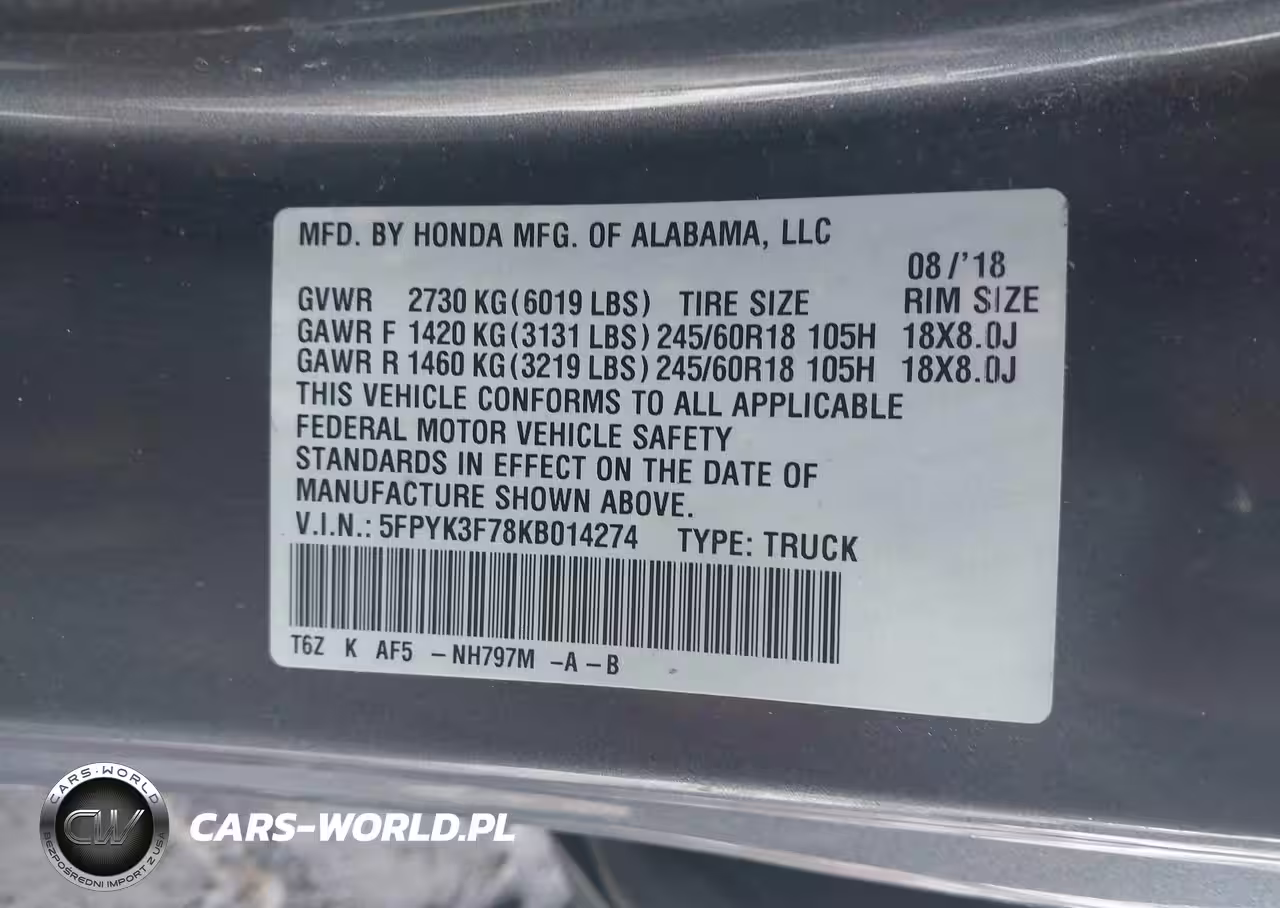 MFD. BY HONDA MFG. OF ALABAMA, LLC
08/'18
GVWR 2730 KG(6019 LBS) TIRE SIZE RIM SIZE
GAWR F 1420 KG(3131 LBS) 245/60R18 105H 18X8.0J
GAWR R 1460 KG(3219 LBS) 245/60R18 105H 18X8.0J
THIS VEHICLE CONFORMS TO ALL APPLICABLE
FEDERAL MOTOR VEHICLE SAFETY
STANDARDS IN EFFECT ON THE DATE OF
MANUFACTURE SHOWN ABOVE.
V.I.N.: 5FPYK3F78KB014274 TYPE: TRUCK
T6Z K AF5 -NH797M -A -B
CARS-WORLD
CW
BEZPOŚREDNI IMPORT Z USA
CARS-WORLD.PL